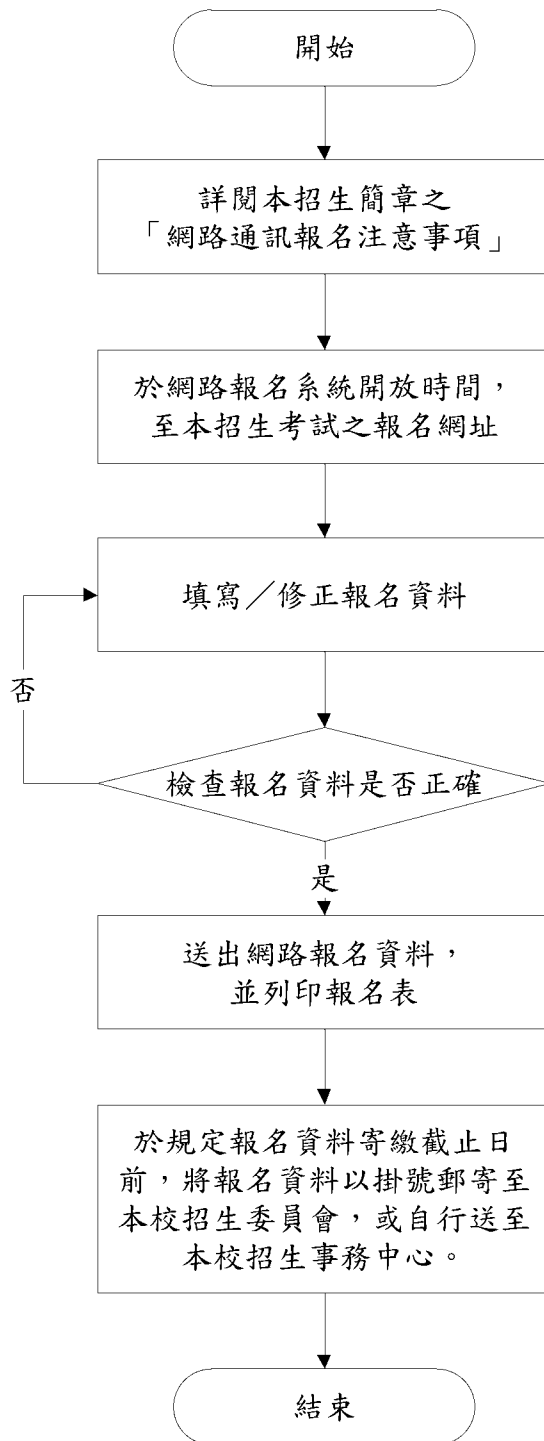 開始
詳閱本招生簡章之
「網路通訊報名注意事項」
於網路報名系統開放時間，
至本招生考試之報名網址
填寫／修正報名資料
否
檢查報名資料是否正確
是
送出網路報名資料，
並列印報名表
於規定報名資料寄繳截止日
前，將報名資料以掛號郵寄至
本校招生委員會，或自行送至
本校招生事務中心。
結束